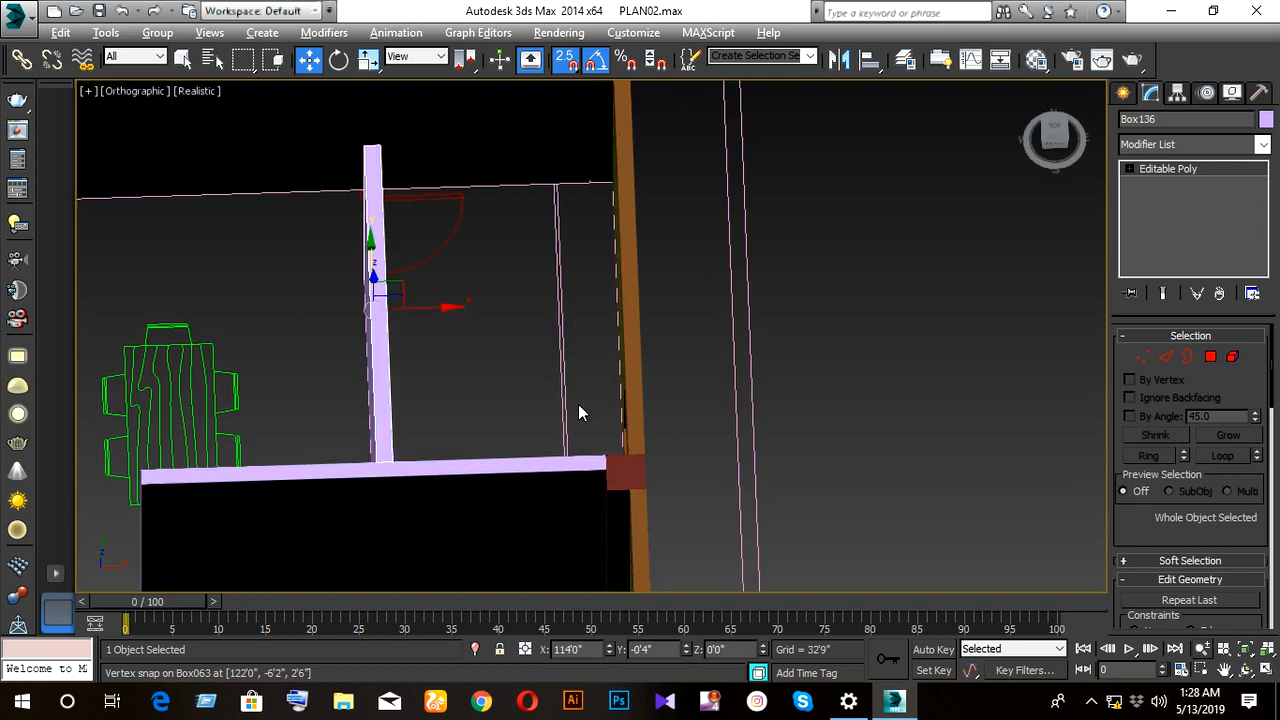 Workspace: Default
Autodesk 3ds Max 2014 x64 PLAN02.max
Type a keyword or phrase
Edit Tools Group Views Create Modifiers Animation Graph Editors Rendering Customize MAXScript Help
All
View
2.5
Create Selection Se
[+] [Orthographic] [Realistic]
TOP
Box136
Modifier List
Editable Poly
x
z
- Selection
By Vertex
Ignore Backfacing
By Angle: 45.0
Shrink Grow
Ring Loop
Preview Selection
Off SubObj Multi
Whole Object Selected
+ Soft Selection
- Edit Geometry
Repeat Last
Constraints
0 / 100
0 5 10 15 20 25 30 35 40 45 50 55 60 65 70 75 80 85 90 95 100
1 Object Selected
X: 114'0" Y: -0'4" Z: 0'0" Grid = 32'9"
Auto Key Selected
Welcome to M
Vertex snap on Box063 at [122'0", -6'2", 2'6"]
Add Time Tag
Set Key Key Filters...
0
Ai Ps
1:28 AM
5/13/2019